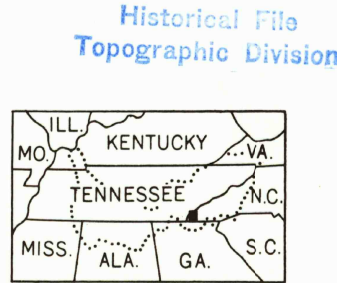 Historical File
Topographic Division
ILL.
KENTUCKY
MO.
VA.
TENNESSEE
N.C.
MISS.
ALA.
GA.
S.C.